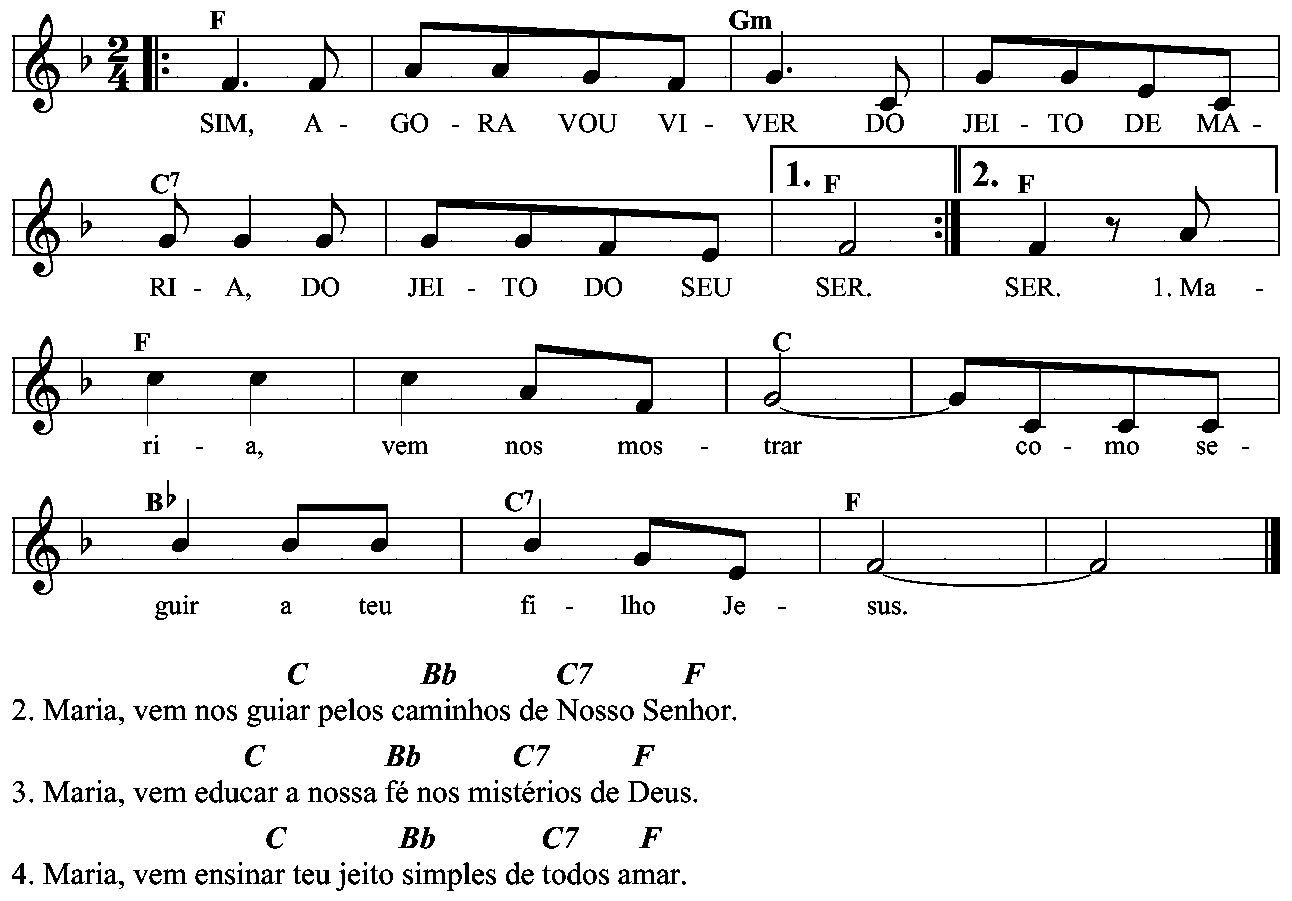 F Gm
2
4
SIM, A - GO - RA VOU VI - VER DO JEI - TO DE MA -
1. F 2. F
C7
RI - A, DO JEI - TO DO SEU SER. SER. 1. Ma -
F C
ri - a, vem nos mos - trar co - mo se -
B♭ C7 F
guir a teu fi - lho Je - sus.
C Bb C7 F
2. Maria, vem nos guiar pelos caminhos de Nosso Senhor.
C Bb C7 F
3. Maria, vem educar a nossa fé nos mistérios de Deus.
C Bb C7 F
4. Maria, vem ensinar teu jeito simples de todos amar.